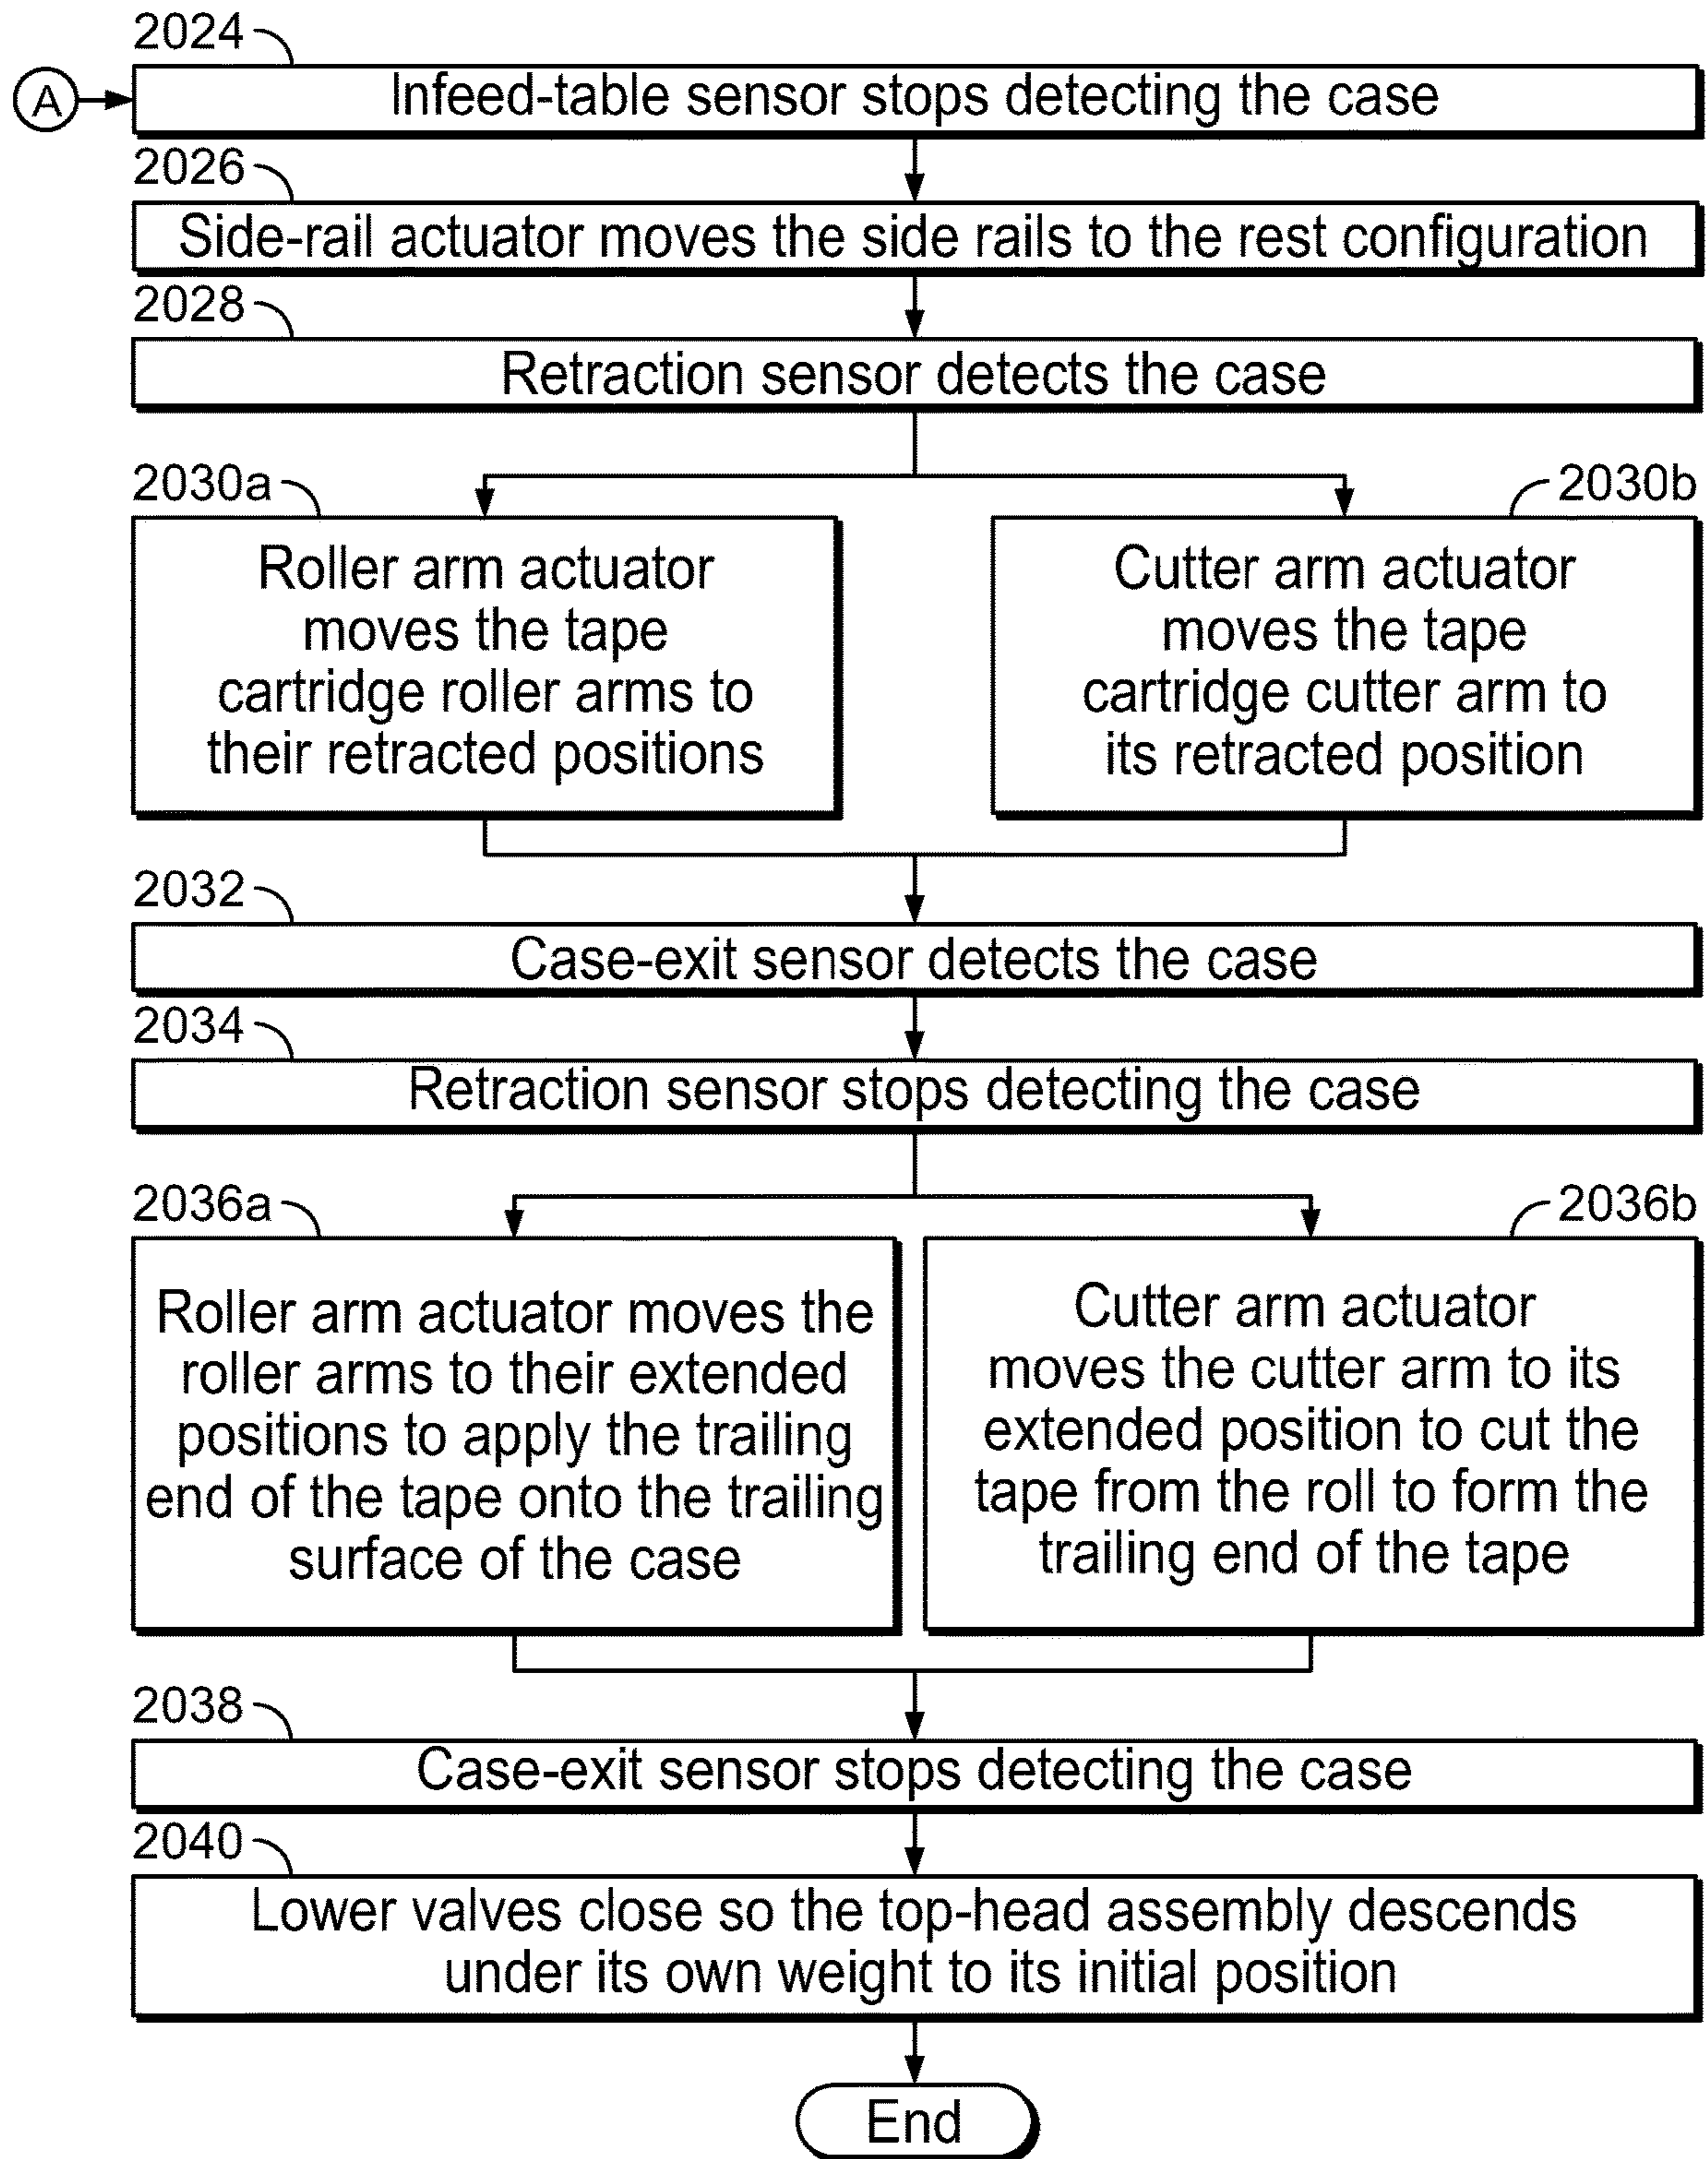 2024
A
Infeed-table sensor stops detecting the case
2026
Side-rail actuator moves the side rails to the rest configuration
2028
Retraction sensor detects the case
2030a
Roller arm actuator
moves the tape
cartridge roller arms to
their retracted positions
2030b
Cutter arm actuator
moves the tape
cartridge cutter arm to
its retracted position
2032
Case-exit sensor detects the case
2034
Retraction sensor stops detecting the case
2036a
Roller arm actuator moves the
roller arms to their extended
positions to apply the trailing
end of the tape onto the trailing
surface of the case
2036b
Cutter arm actuator
moves the cutter arm to its
extended position to cut the
tape from the roll to form the
trailing end of the tape
2038
Case-exit sensor stops detecting the case
2040
Lower valves close so the top-head assembly descends
under its own weight to its initial position
End